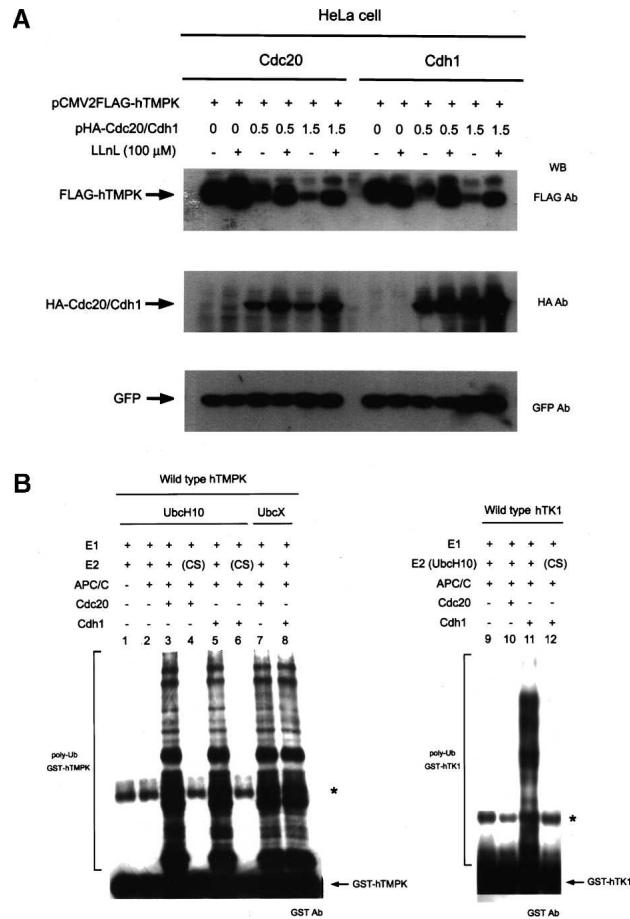 A
HeLa cell
Cdc20 Cdh1
pCMV2FLAG-hTMPK + + + + + + + + + + + +
pHA-Cdc20/Cdh1 0 0 0.5 0.5 1.5 1.5 0 0 0.5 0.5 1.5 1.5
LLnL (100 µM) - + - + - + - + - + - +
WB
FLAG-hTMPK FLAG Ab
HA-Cdc20/Cdh1 HA Ab
GFP GFP Ab
B
Wild type hTMPK
UbcH10 UbcX
E1 + + + + + + + +
E2 + + + (CS) + (CS) + +
APC/C - + + + + + + +
Cdc20 - - + + - - + -
Cdh1 - - - - + + - +
1 2 3 4 5 6 7 8
poly-Ub
GST-hTMPK
*
GST-hTMPK
GST Ab
Wild type hTK1
E1 + + + +
E2 (UbcH10) + + + (CS)
APC/C + + + +
Cdc20 - + - -
Cdh1 - - + +
9 10 11 12
poly-Ub
GST-hTK1
*
GST-hTK1
GST Ab